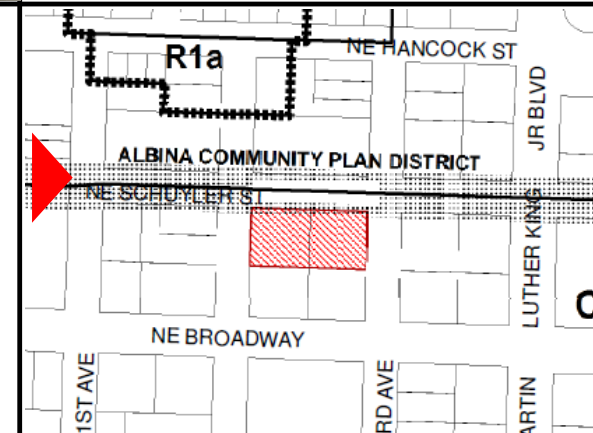 NE HANCOCK ST
R1a
JR BLVD
ALBINA COMMUNITY PLAN DISTRICT
NE SCHUYLER ST
LUTHER KING
C
NE BROADWAY
1ST AVE
RD AVE
ARTIN